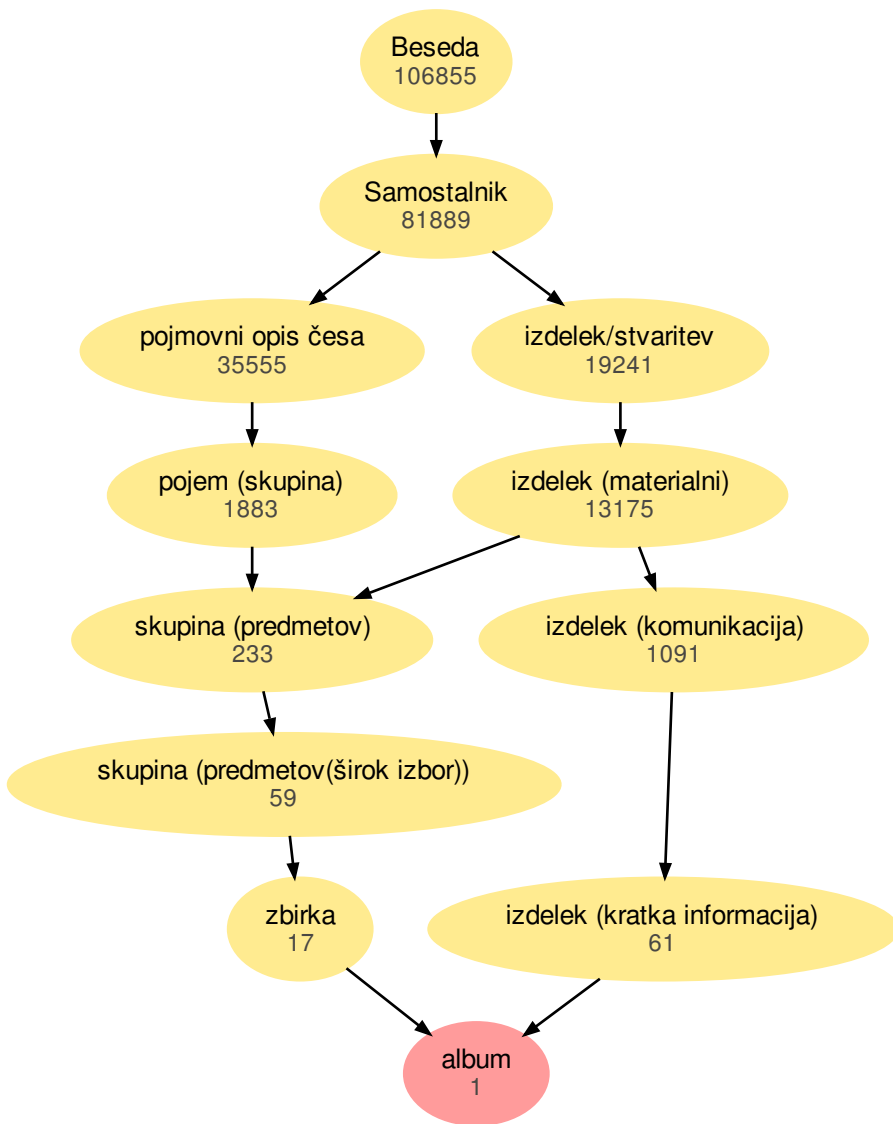 Beseda
106855
Samostalnik
81889
pojmovni opis česa
35555
izdelek/stvaritev
19241
pojem (skupina)
1883
izdelek (materialni)
13175
skupina (predmetov)
233
izdelek (komunikacija)
1091
skupina (predmetov(širok izbor))
59
zbirka
17
izdelek (kratka informacija)
61
album
1